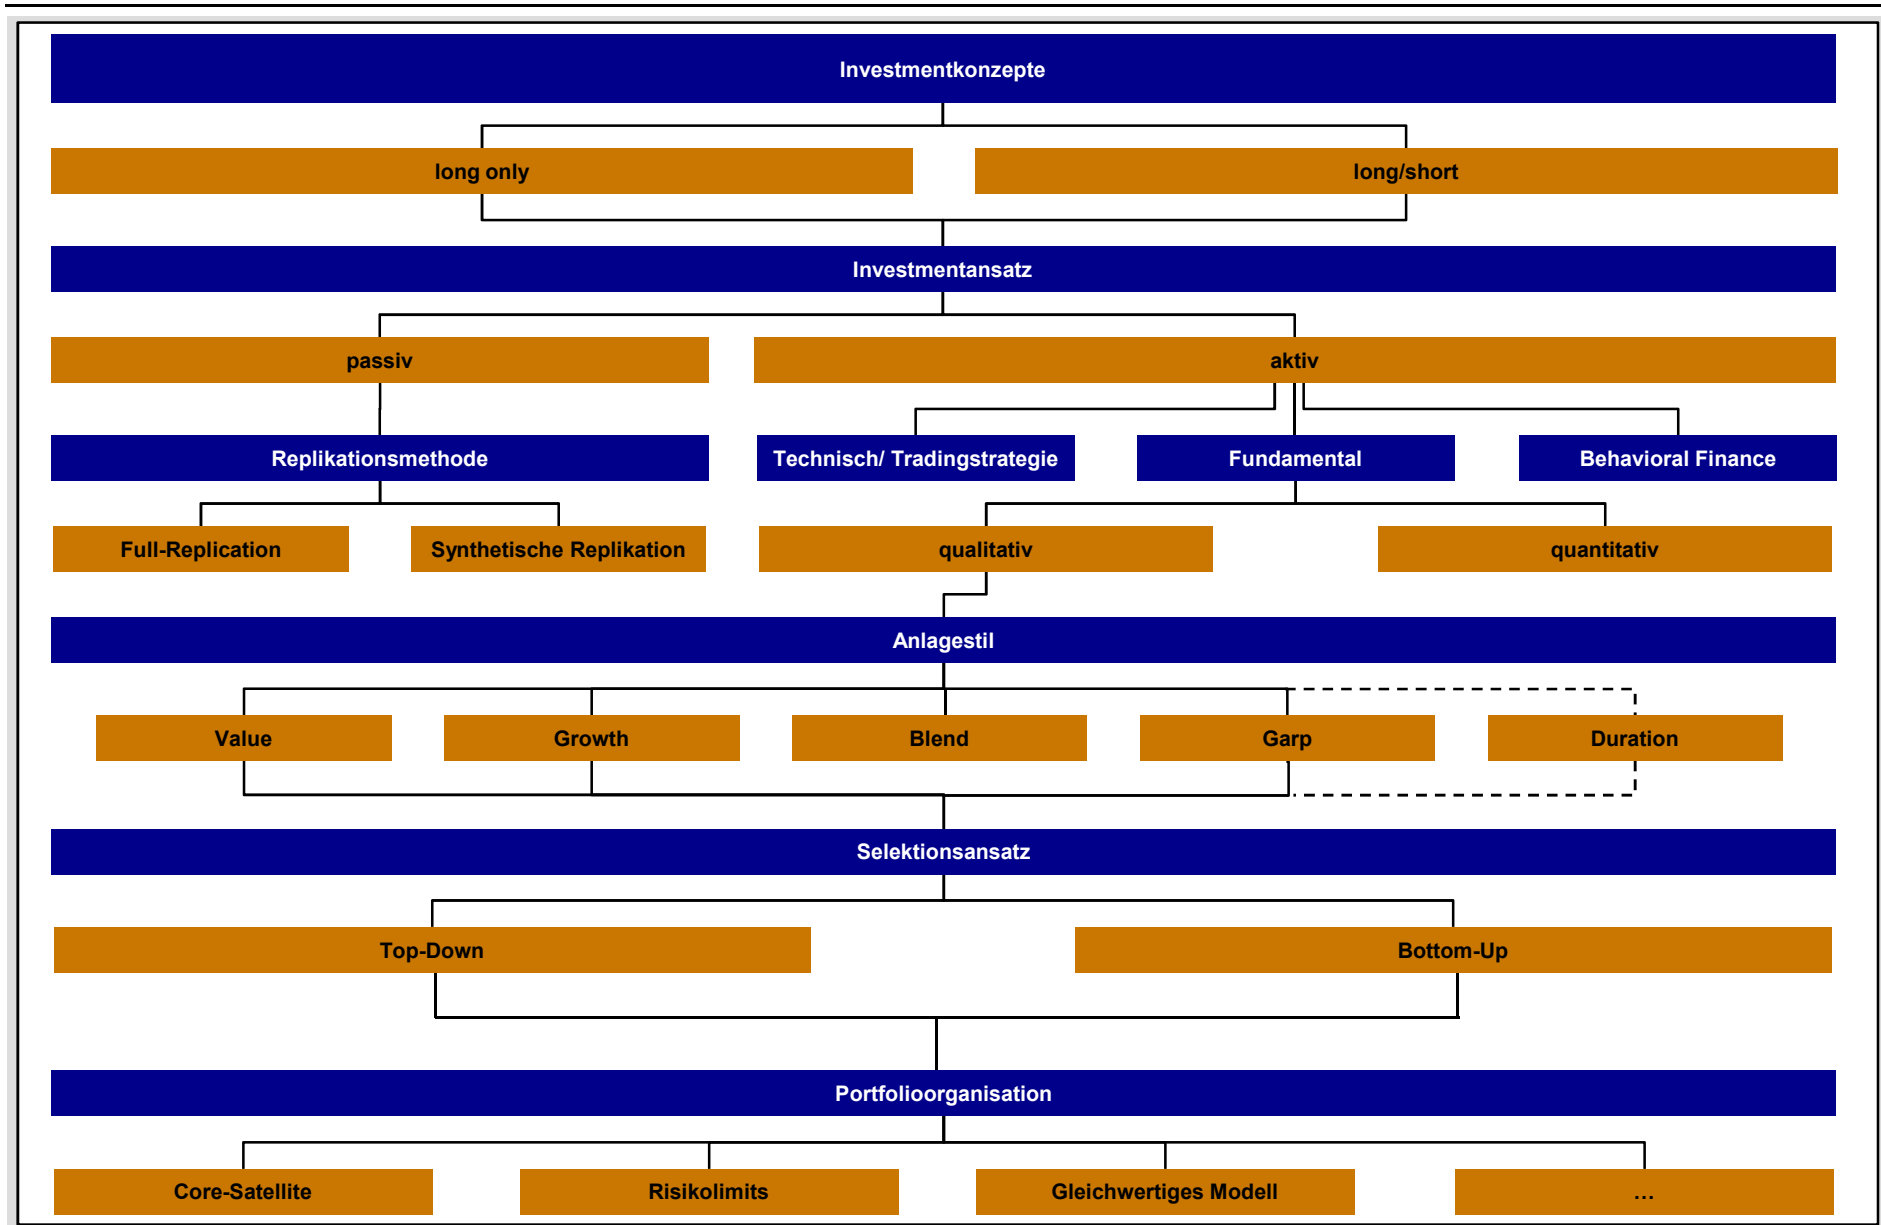 Investmentkonzepte
long only
long/short
Investmentansatz
passiv
aktiv
Replikationsmethode
Technisch/ Tradingstrategie
Fundamental
Behavioral Finance
Full-Replication
Synthetische Replikation
qualitativ
quantitativ
Anlagestil
Value
Growth
Blend
Garp
Duration
Selektionsansatz
Top-Down
Bottom-Up
Portfolioorganisation
Core-Satellite
Risikolimits
Gleichwertiges Modell
...